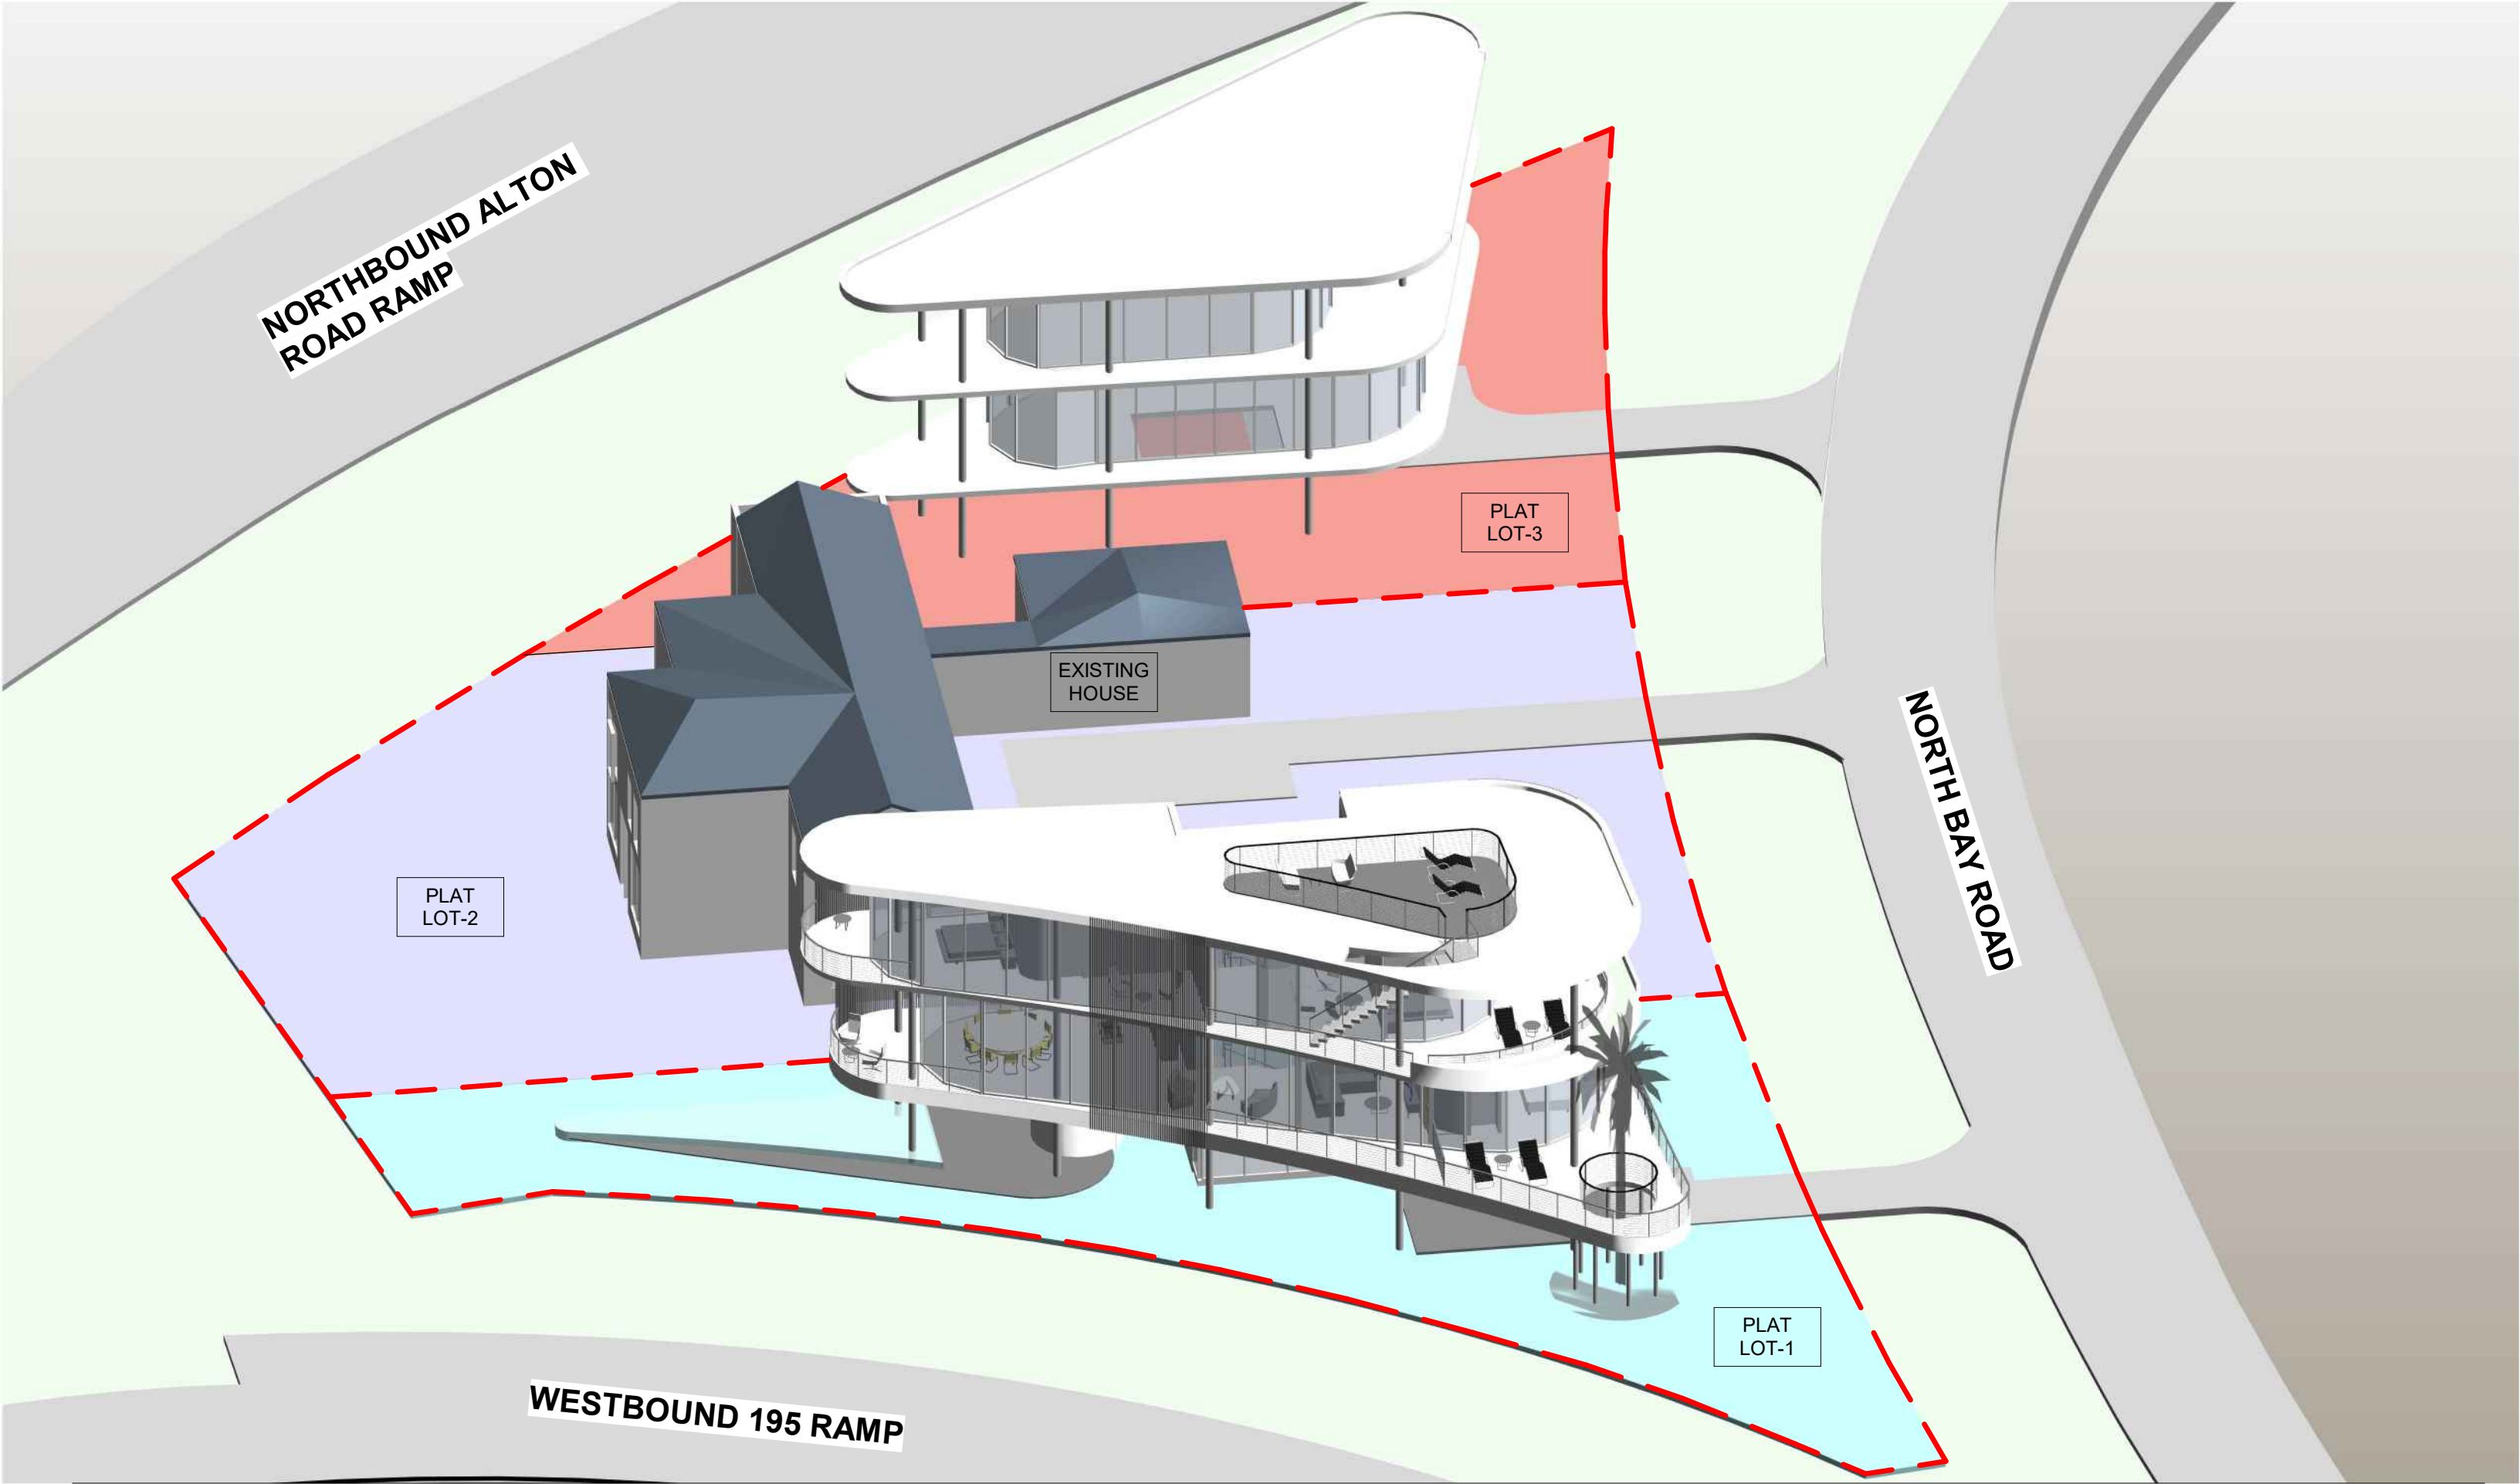 NORTHBOUND ALTON
ROAD RAMP
PLAT
LOT-3
EXISTING
HOUSE
NORTH BAY ROAD
PLAT
LOT-2
PLAT
LOT-1
WESTBOUND 195 RAMP